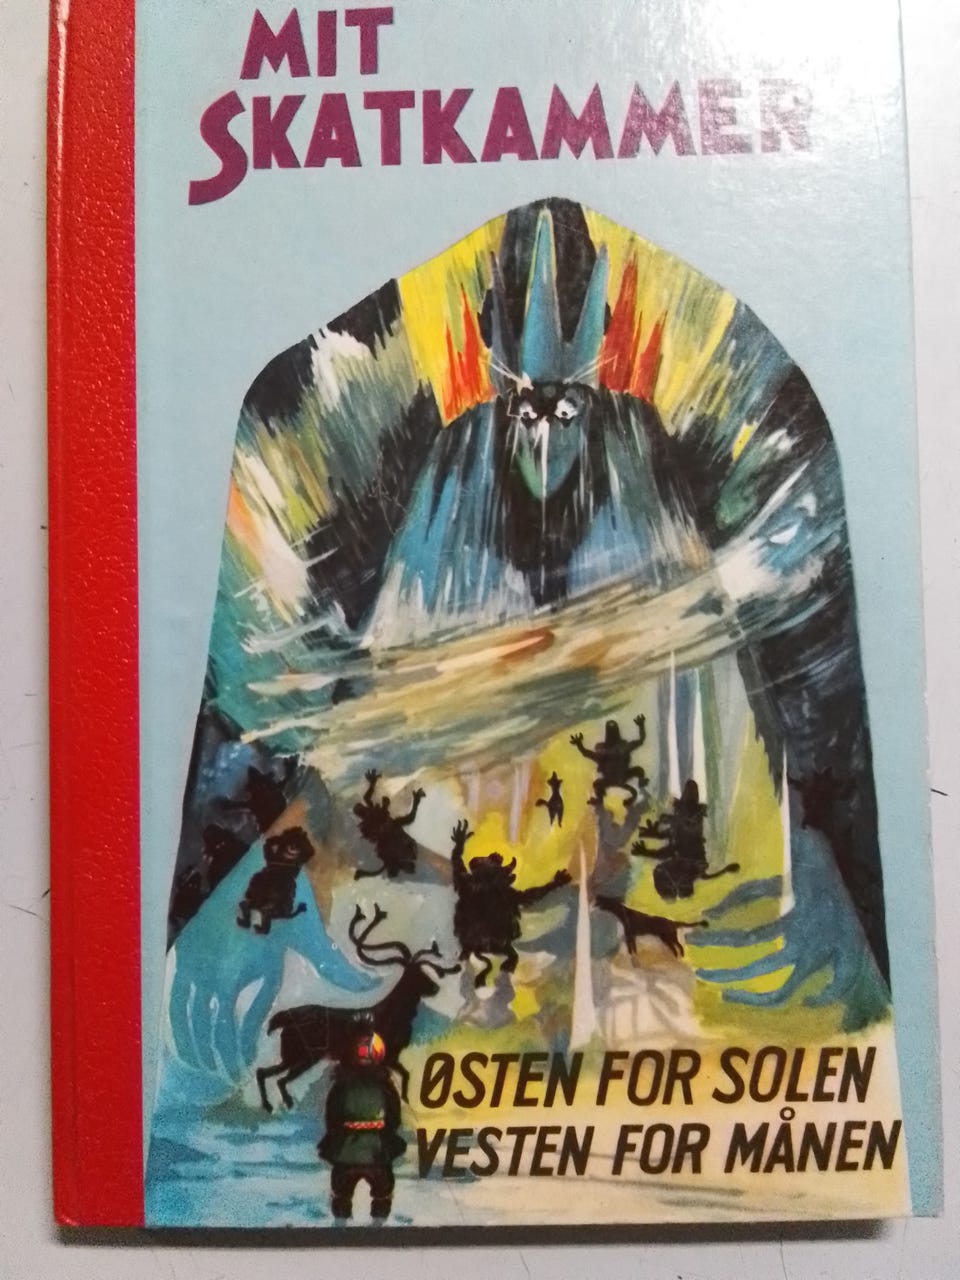 MIT
SKATKAMMER
ØSTEN FOR SOLEN
VESTEN FOR MÅNEN